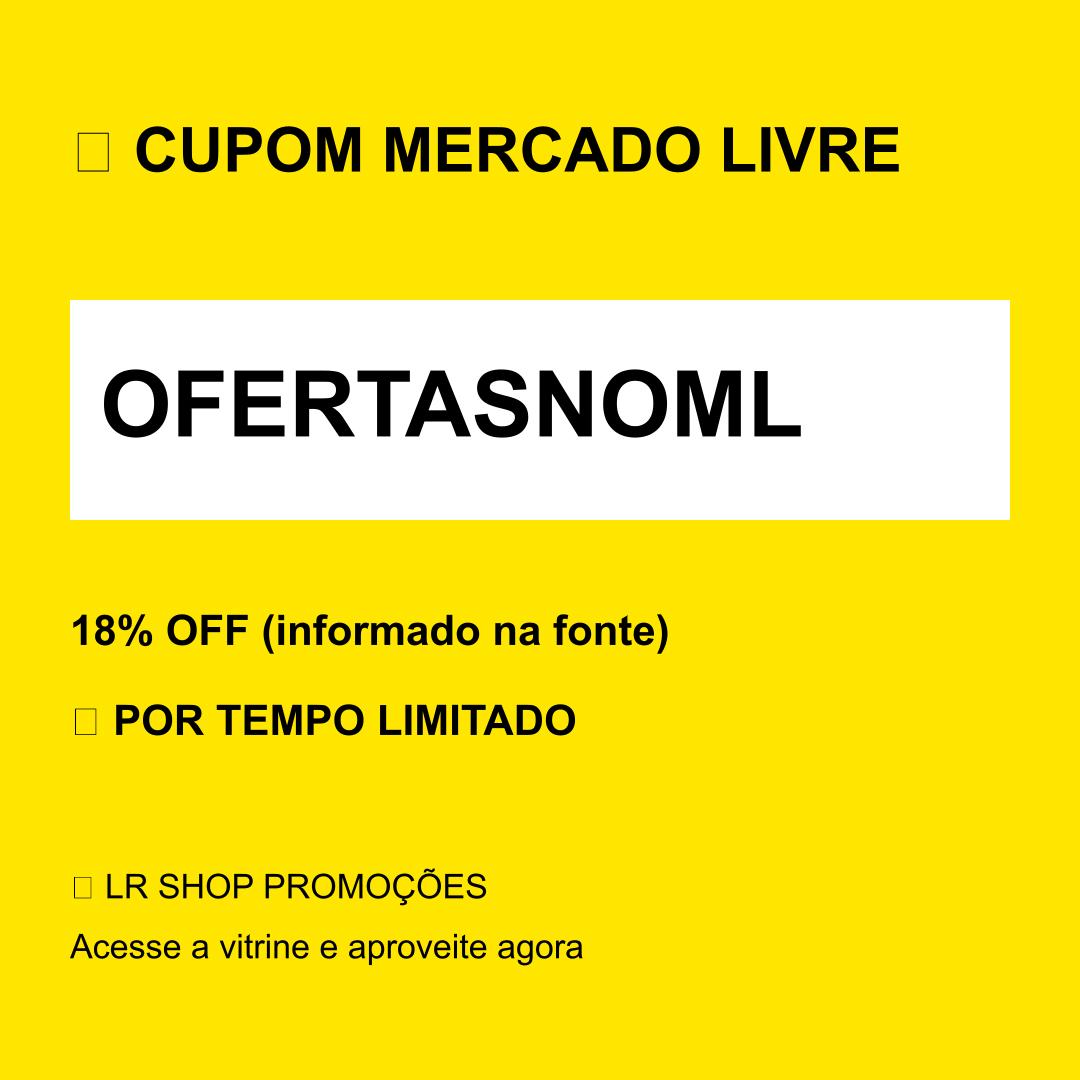 □ CUPOM MERCADO LIVRE
OFERTASNOML
18% OFF (informado na fonte)
□ POR TEMPO LIMITADO
□ LR SHOP PROMOÇÕES
Acesse a vitrine e aproveite agora